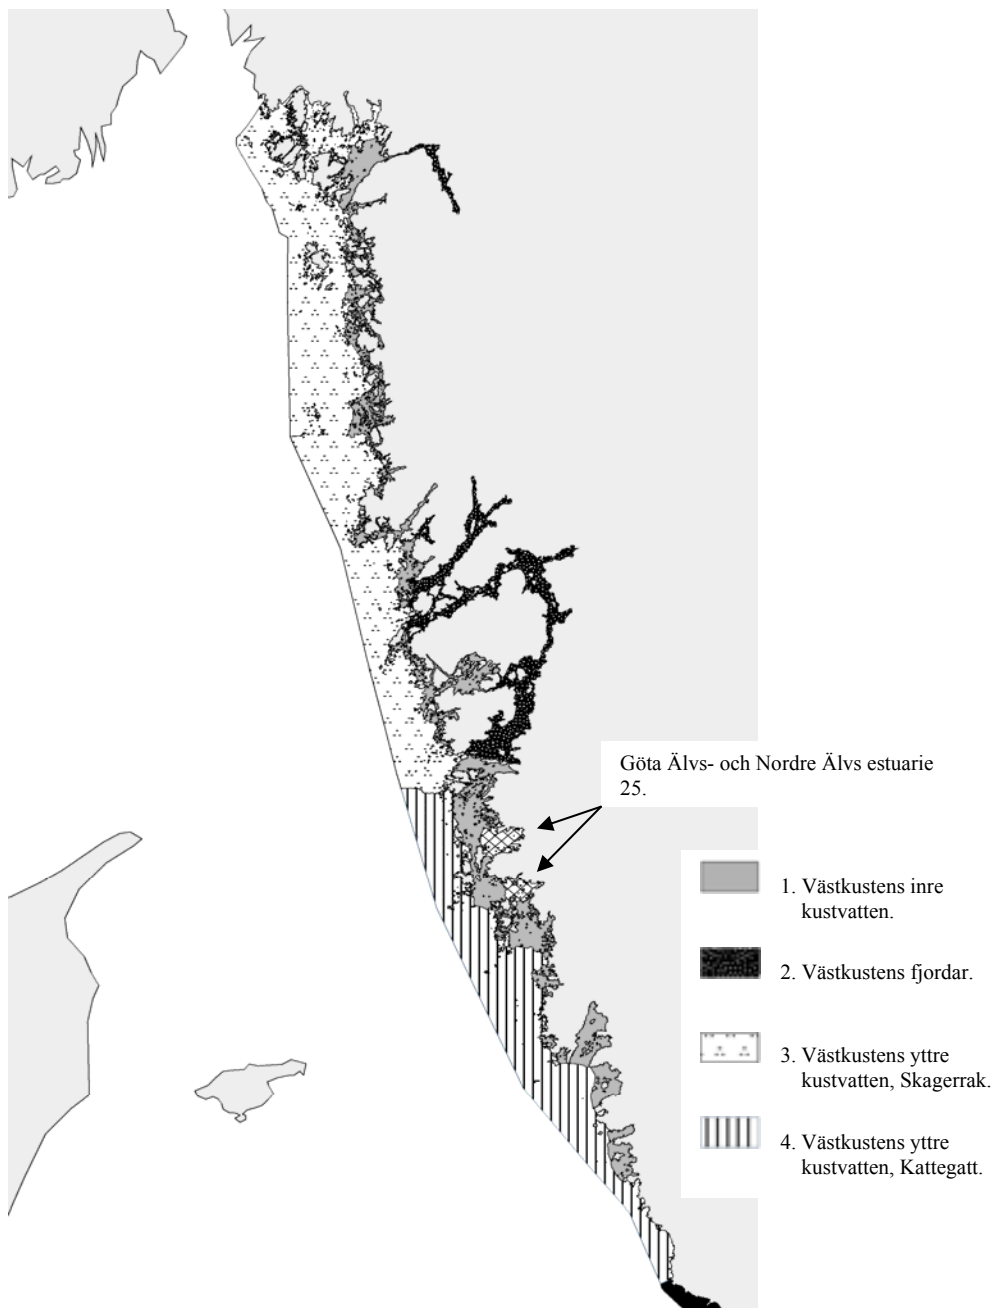 Göta Älvs- och Nordre Älvs estuarie
25.
1. Västkustens inre
kustvatten.
2. Västkustens fjordar.
3. Västkustens yttre
kustvatten, Skagerrak.
4. Västkustens yttre
kustvatten, Kattegatt.